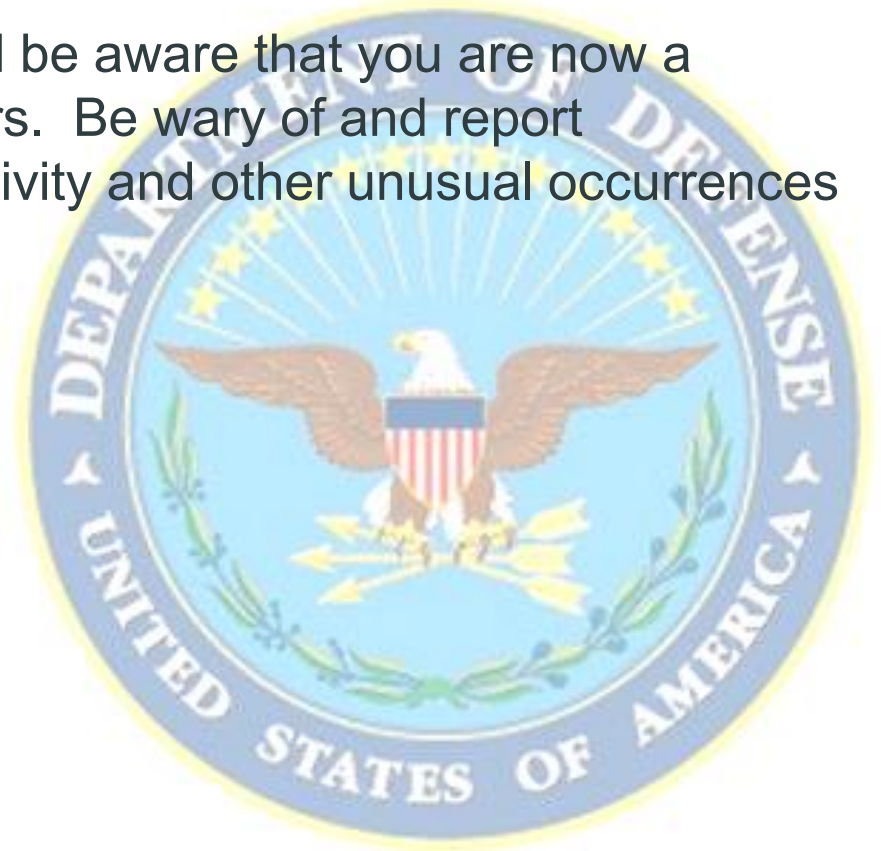 be aware that you are now a
Be wary of and report
and other unusual occurrences
DEPARTMENT OF DEFENSE
UNITED STATES OF AMERICA